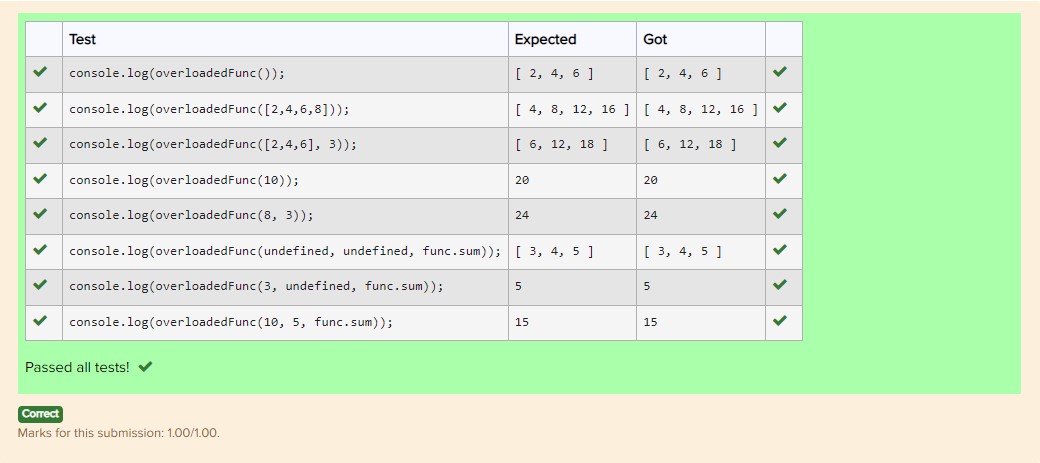 Test Expected Got
console.log(overloadedFunc()); [ 2, 4, 6 ] [ 2, 4, 6 ]
console.log(overloadedFunc([2,4,6,8])); [ 4, 8, 12, 16 ] [ 4, 8, 12, 16 ]
console.log(overloadedFunc([2,4,6], 3)); [ 6, 12, 18 ] [ 6, 12, 18 ]
console.log(overloadedFunc(10)); 20 20
console.log(overloadedFunc(8, 3)); 24 24
console.log(overloadedFunc(undefined, undefined, func.sum)); [ 3, 4, 5 ] [ 3, 4, 5 ]
console.log(overloadedFunc(3, undefined, func.sum)); 5 5
console.log(overloadedFunc(10, 5, func.sum)); 15 15
Passed all tests!
Correct
Marks for this submission: 1.00/1.00.